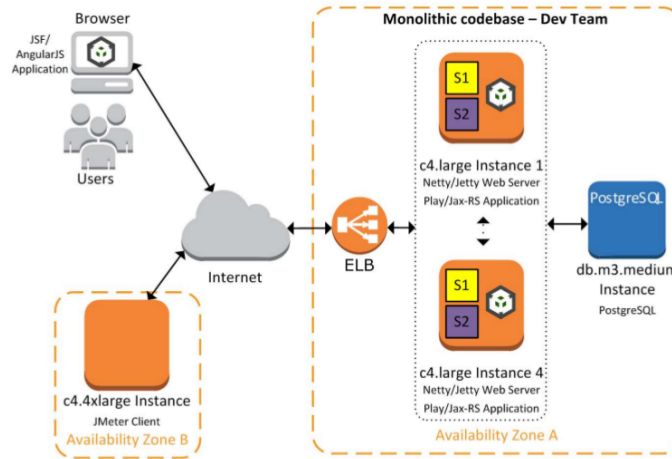 Browser
JSF/
AngularJS
Application
Users
Internet
c4.4xlarge Instance
JMeter Client
Availability Zone B
Monolithic codebase – Dev Team
S1
S2
c4.large Instance 1
Netty/Jetty Web Server
Play/Jax-RS Application
ELB
S1
S2
c4.large Instance 4
Netty/Jetty Web Server
Play/Jax-RS Application
Availability Zone A
PostgreSQL
db.m3.medium
Instance
PostgreSQL